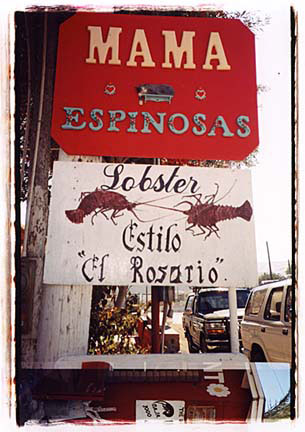 MAMA
ESPINOSAS
Lobster
Estilo
"El Rosario".